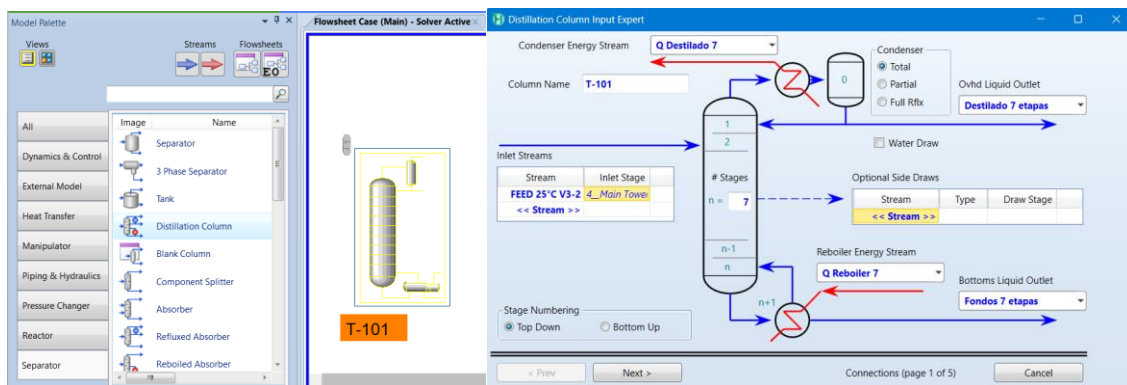 Model Palette
Views
Streams
Flowsheets
EO
All
Dynamics & Control
External Model
Heat Transfer
Manipulator
Piping & Hydraulics
Pressure Changer
Reactor
Separator
Image Name
Separator
3 Phase Separator
Tank
Distillation Column
Blank Column
Component Splitter
Absorber
Refluxed Absorber
Reboiled Absorber
Flowsheet Case (Main) - Solver Active
T-101
Distillation Column Input Expert
Condenser Energy Stream
Q Destilado 7
Column Name
T-101
Condenser
Total
Partial
Full Rflx
0
Ovhd Liquid Outlet
Destilado 7 etapas
Water Draw
1
2
Inlet Streams
Stream Inlet Stage
FEED 25°C V3-2 4__Main Tower
<< Stream >>
# Stages
n = 7
Optional Side Draws
Stream Type Draw Stage
<< Stream >>
n-1
n
n+1
Reboiler Energy Stream
Q Reboiler 7
Bottoms Liquid Outlet
Fondos 7 etapas
Stage Numbering
Top Down Bottom Up
< Prev
Next >
Connections (page 1 of 5)
Cancel